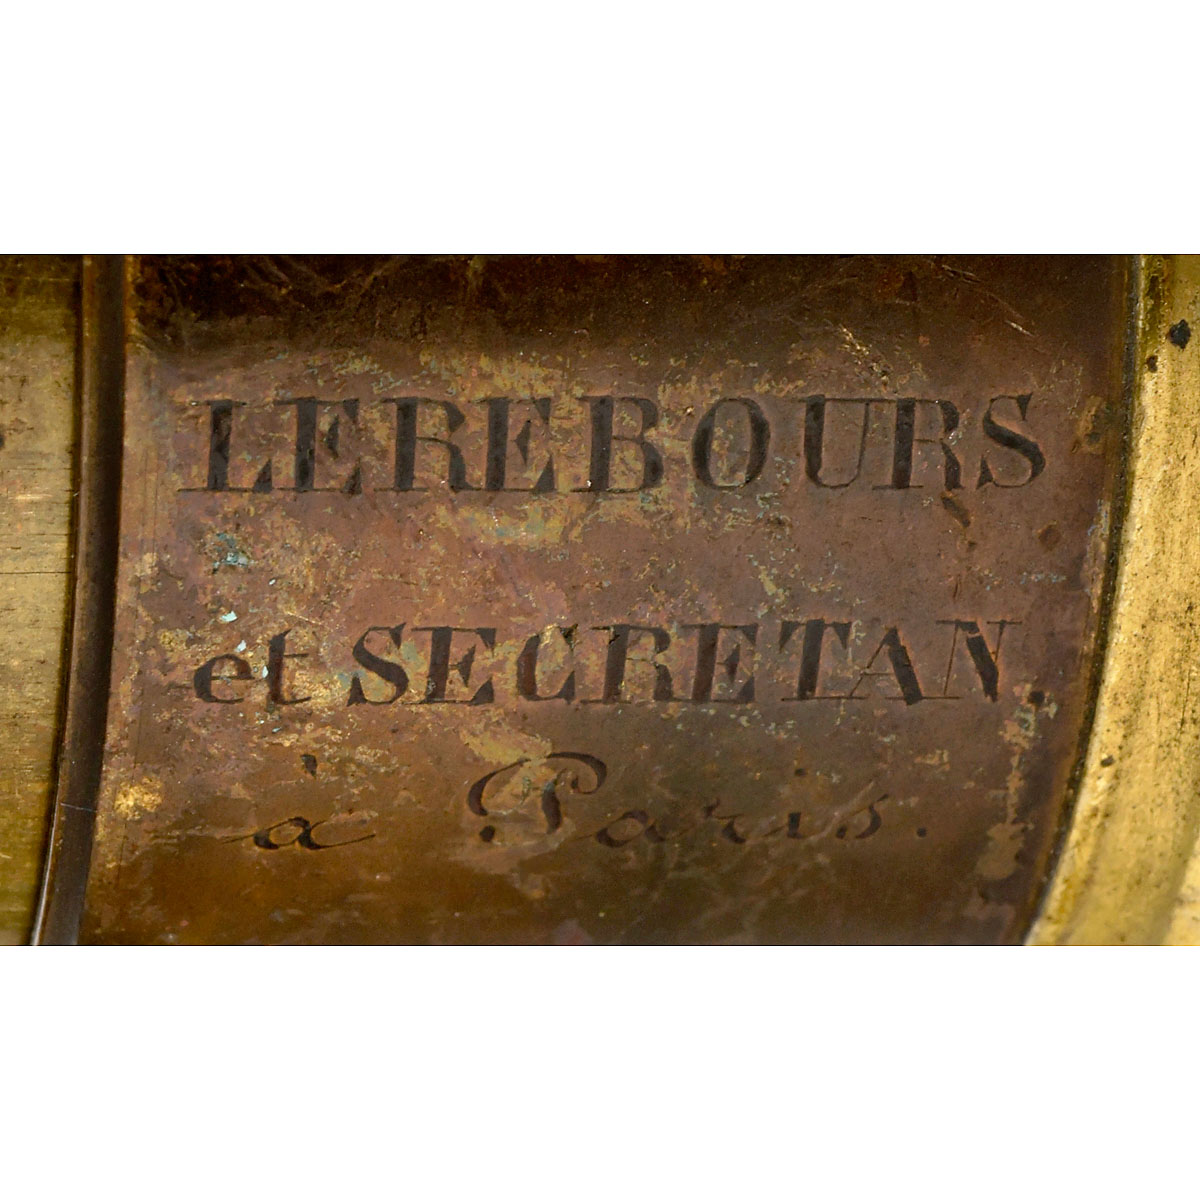 LEREBOURS
et SECRETAN.
à Paris.